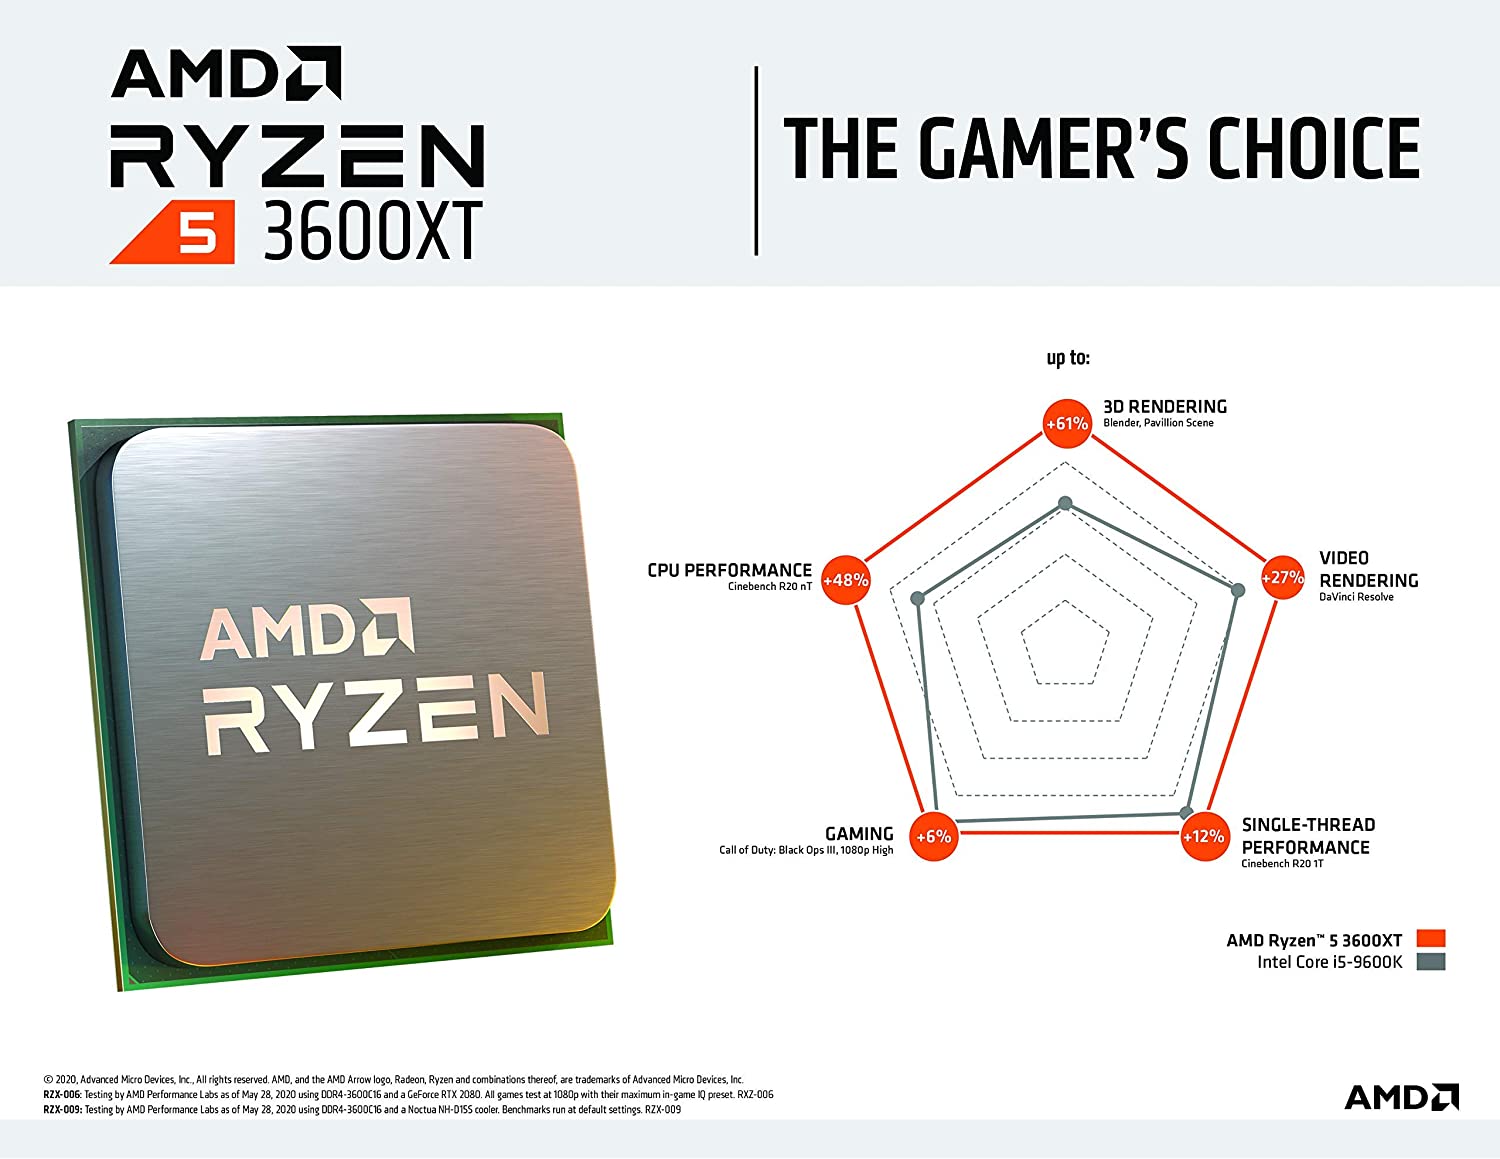 AMD
RYZEN
5 3600XT
THE GAMER'S CHOICE
up to:
+61%
3D RENDERING
Blender, Pavillion Scene
CPU PERFORMANCE
Cinebench R20 nT
+48%
+27%
VIDEO
RENDERING
DaVinci Resolve
AMD
RYZEN
GAMING
Call of Duty: Black Ops III, 1080p High
+6%
+12%
SINGLE-THREAD
PERFORMANCE
Cinebench R20 1T
AMD Ryzen™ 5 3600XT
Intel Core i5-9600K
© 2020, Advanced Micro Devices, Inc., All rights reserved. AMD, and the AMD Arrow logo, Radeon, Ryzen and combinations thereof, are trademarks of Advanced Micro Devices, Inc.
RZX-006: Testing by AMD Performance Labs as of May 28, 2020 using DDR4-3600C16 and a GeForce RTX 2080. All games test at 1080p with their maximum in-game IQ preset. RXZ-006
RZX-009: Testing by AMD Performance Labs as of May 28, 2020 using DDR4-3600C16 and a Noctua NH-D15S cooler. Benchmarks run at default settings. RZX-009
AMD